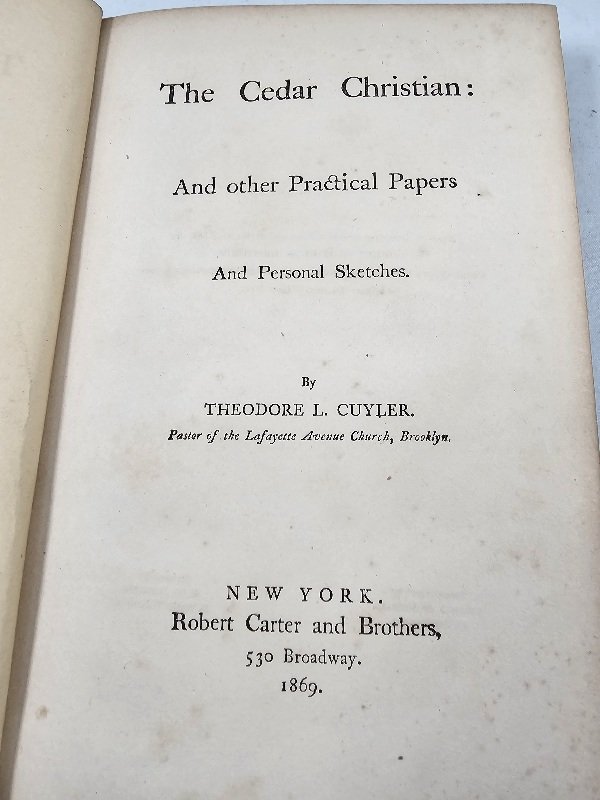 The Cedar Christian:
And other Practical Papers
And Personal Sketches.
By
THEODORE L. CUYLER.
Pastor of the Lafayette Avenue Church, Brooklyn.
NEW YORK.
Robert Carter and Brothers,
530 Broadway.
1869.